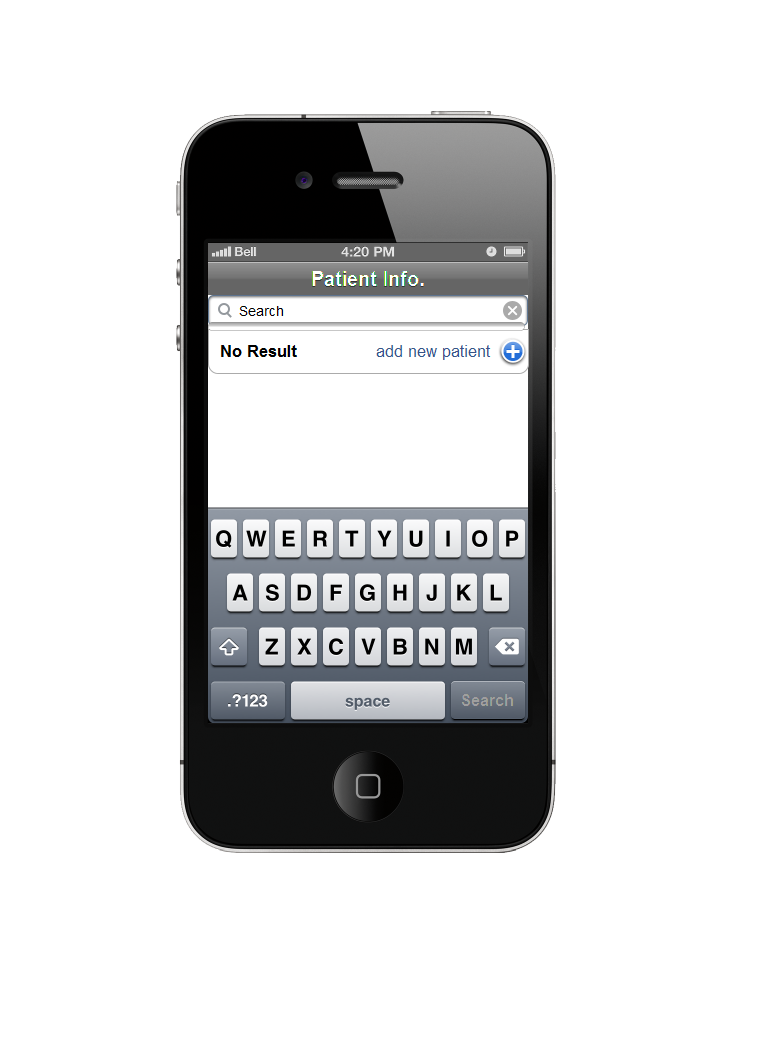 Bell 4:20 PM
Patient Info.
Search
No Result add new patient
Q W E R T Y U I O P
A S D F G H J K L
Z X C V B N M
.?123 space Search